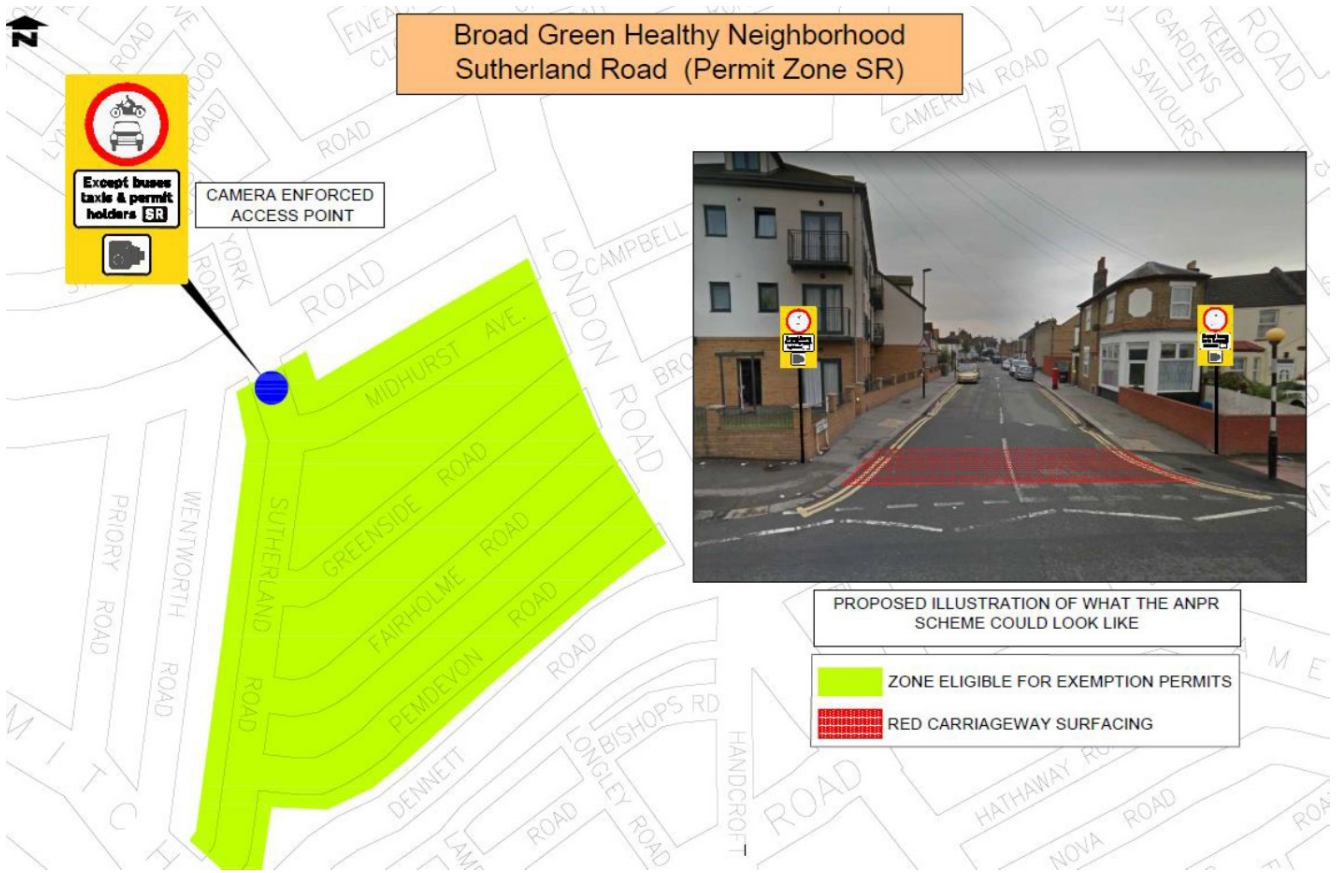 N
Broad Green Healthy Neighborhood
Sutherland Road (Permit Zone SR)
Except buses
taxis & permit
holders SR
CAMERA ENFORCED
ACCESS POINT
ROAD
ROAD
ROAD
YORK
ROAD
ROAD
LONDON ROAD
CAMPBELL
CAMERON ROAD
ROAD
GARDENS
SAVIOURS
KEMP
ROAD
MIDHURST AVE.
GREENSIDE ROAD
FAIRHOLME ROAD
PEMDEVON ROAD
SUTHERLAND ROAD
WENTWORTH ROAD
PRIORY ROAD
DENNETT ROAD
BISHOPS RD
LONGLEY ROAD
ROAD
HANDCROFT
ROAD
HATHAWAY
NOVA ROAD
PROPOSED ILLUSTRATION OF WHAT THE ANPR
SCHEME COULD LOOK LIKE
ZONE ELIGIBLE FOR EXEMPTION PERMITS
RED CARRIAGEWAY SURFACING